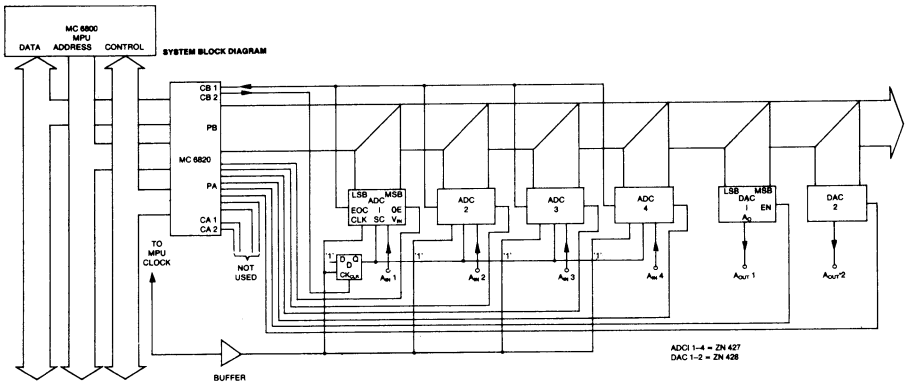 MC 6800
MPU
DATA ADDRESS CONTROL
SYSTEM BLOCK DIAGRAM
CB 1
CB 2
PB
MC 6820
PA
CA 1
CA 2
NOT
USED
TO
MPU
CLOCK
BUFFER
LSB MSB
ADC
I
EOC OE
CLK SC VIN
ADC
2
ADC
3
ADC
4
LSB MSB
DAC
I EN
AO
DAC
2
'1'
'1'
'1'
'1'
D Q
D
CKCLK
AIN 1
AIN 2
AIN 3
AIN 4
AOUT 1
AOUT*2
ADCI 1–4 = ZN 427
DAC 1–2 = ZN 428